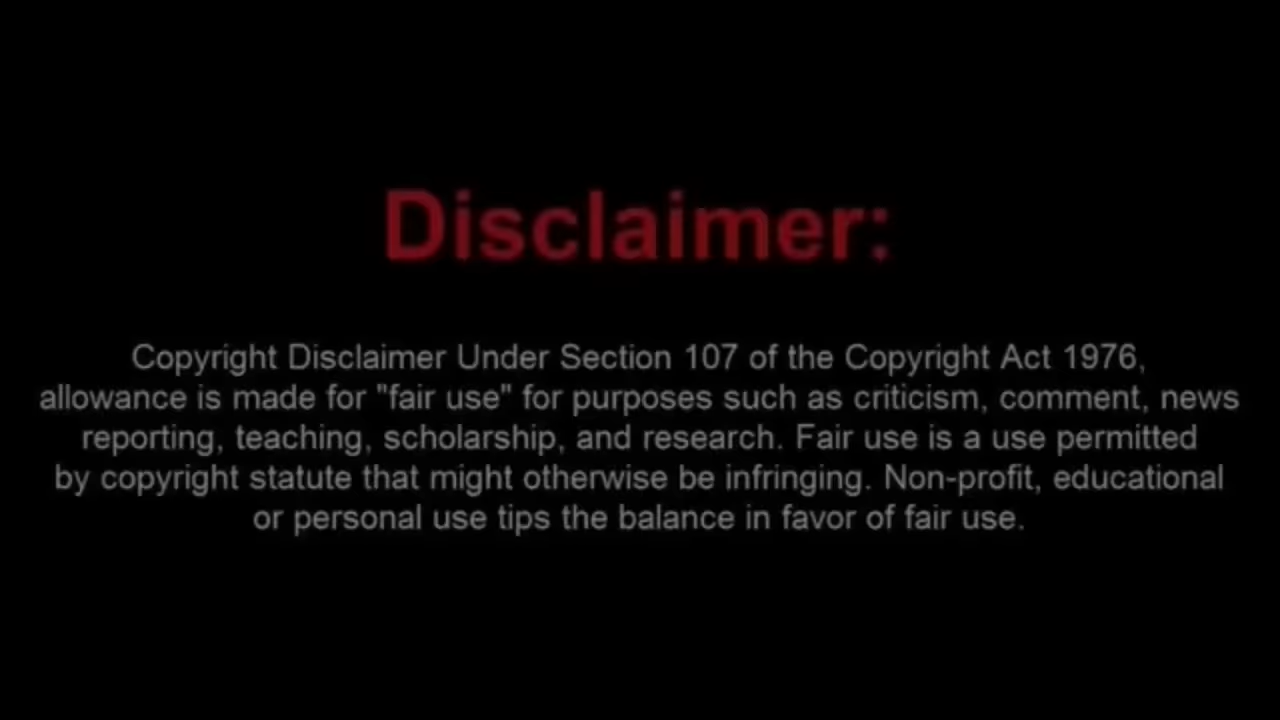 Disclaimer:
Copyright Disclaimer Under Section 107 of the Copyright Act 1976,
allowance is made for "fair use" for purposes such as criticism, comment, news
reporting, teaching, scholarship, and research. Fair use is a use permitted
by copyright statute that might otherwise be infringing. Non-profit, educational
or personal use tips the balance in favor of fair use.